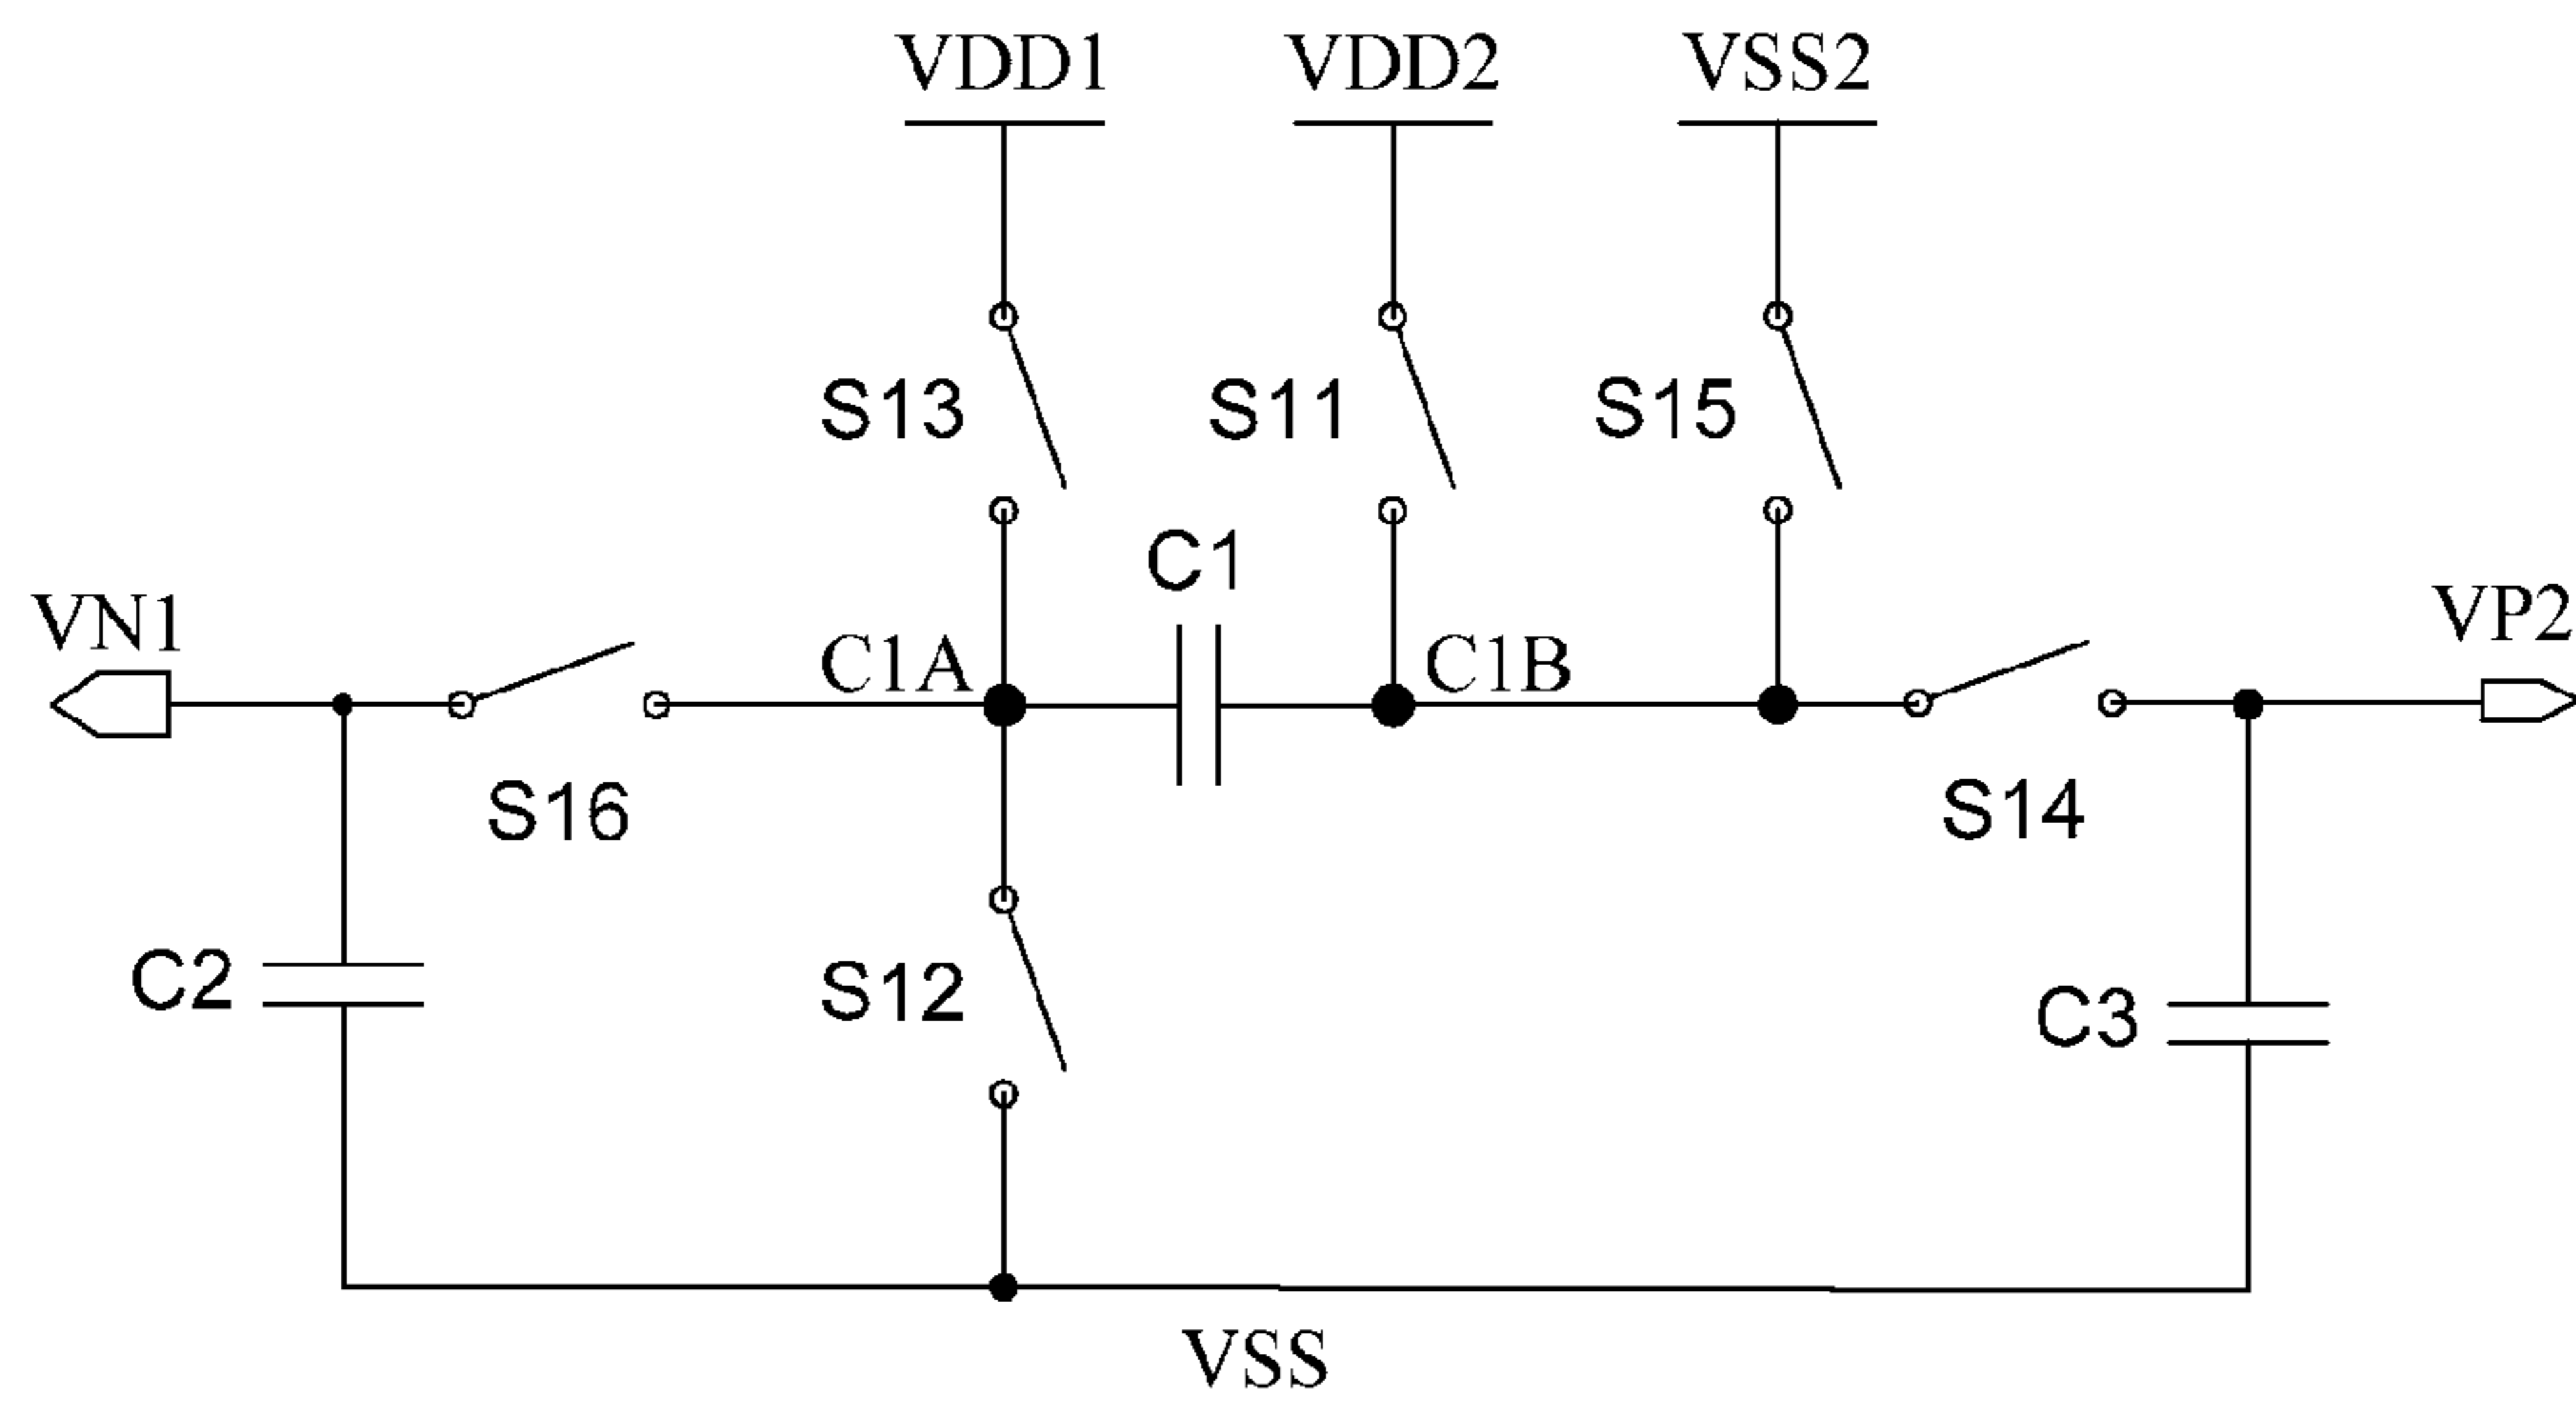 VDD1 VDD2 VSS2
S13 S11 S15
C1
VN1 C1A C1B VP2
S16 S14
C2 S12 C3
VSS